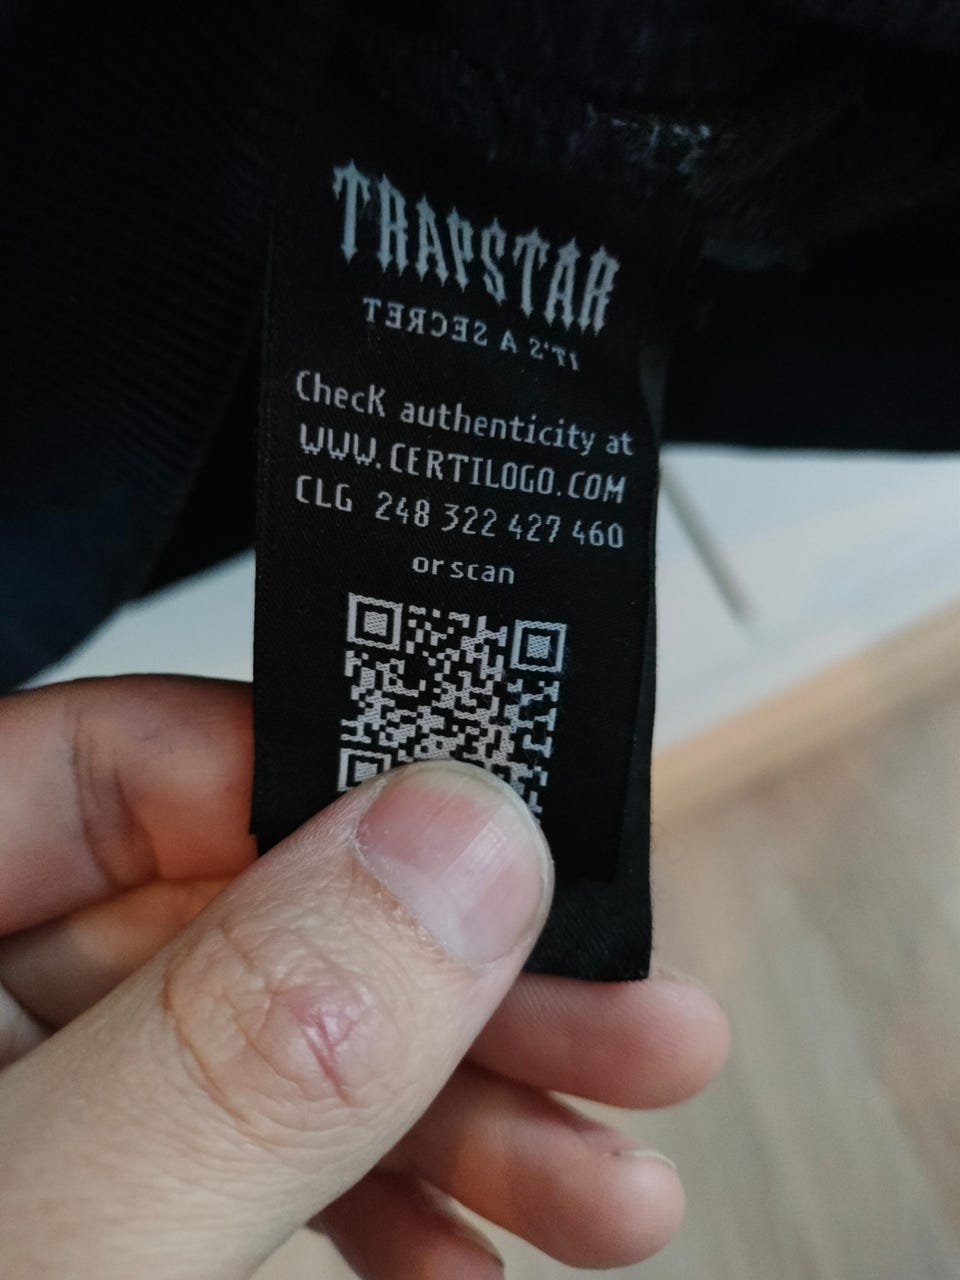 TRAPSTAR
IT'S A SECRET
Check authenticity at
WWW.CERTILOGO.COM
CLG 248 322 427 460
or scan